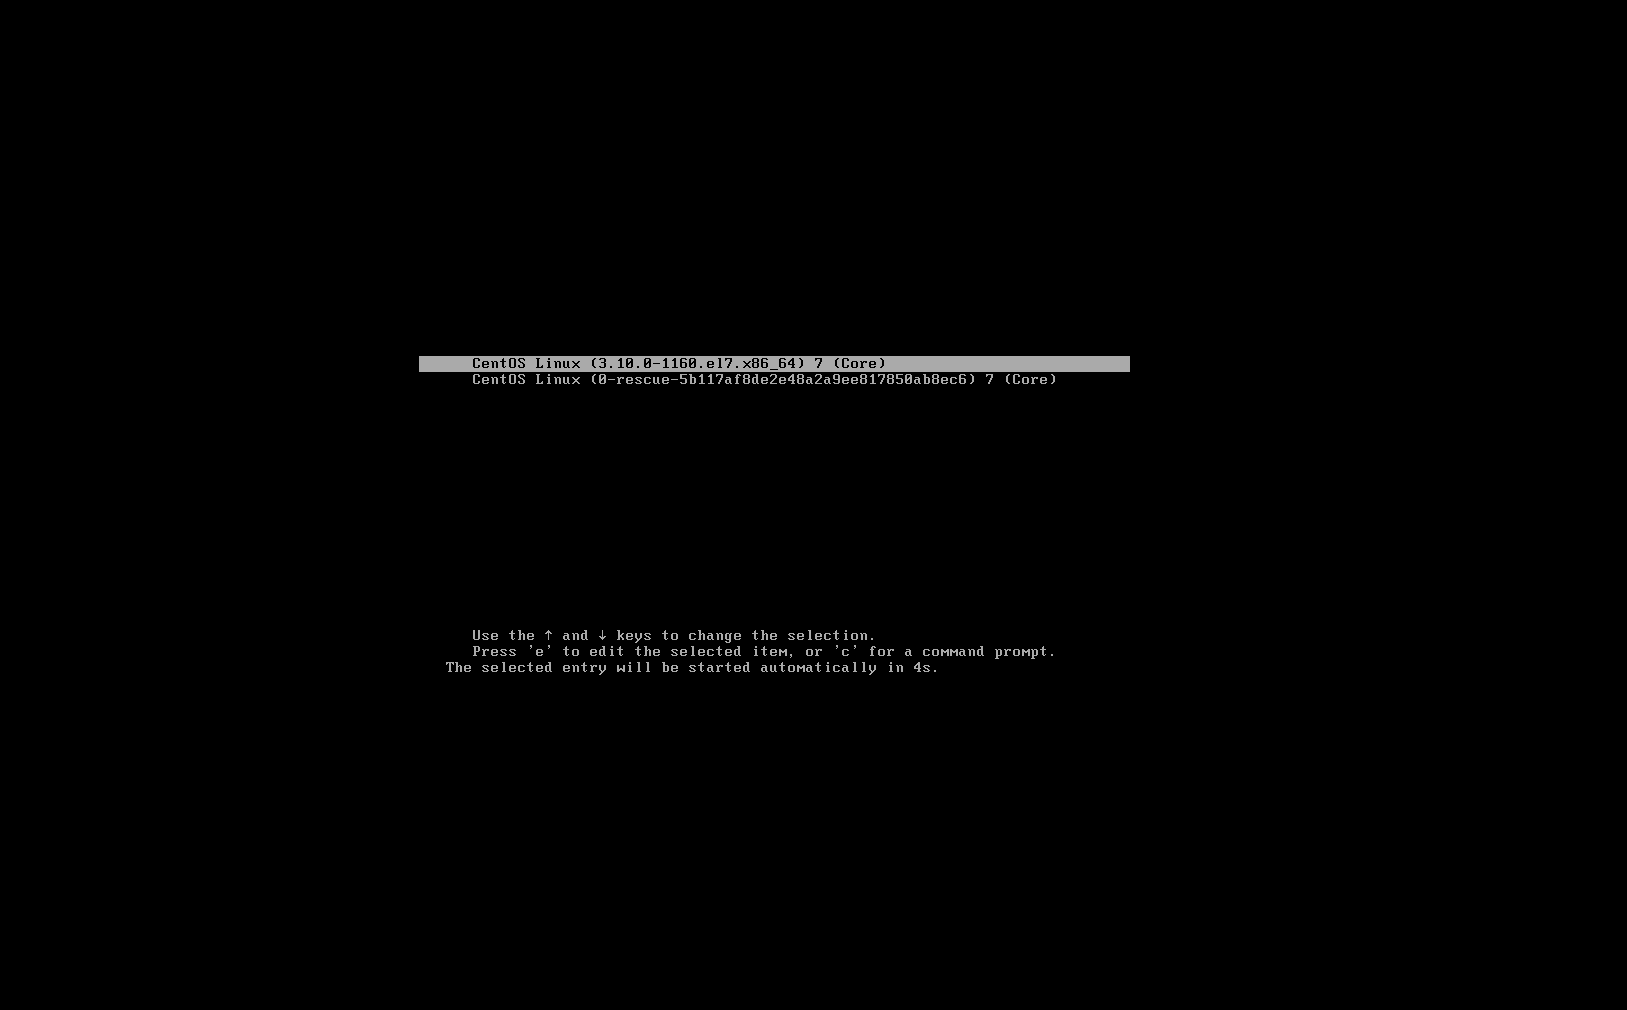 CentOS Linux (3.10.0-1160.el7.x86_64) 7 (Core)
CentOS Linux (0-rescue-5b117af8de2e48a2a9ee817850ab8ec6) 7 (Core)
Use the ↑ and ↓ keys to change the selection.
Press 'e' to edit the selected item, or 'c' for a command prompt.
The selected entry will be started automatically in 4s.